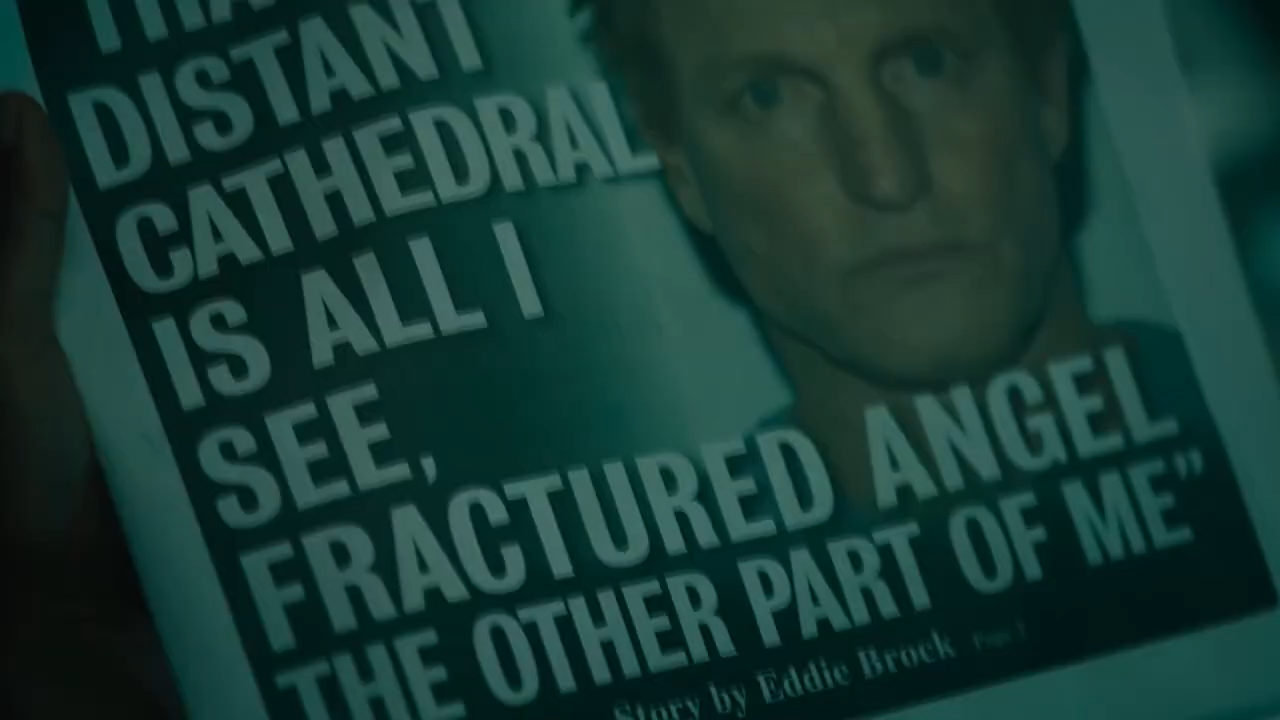 DISTANT
CATHEDRAL
IS ALL I
SEE,
FRACTURED ANGEL
THE OTHER PART OF ME”
Story by Eddie Brock